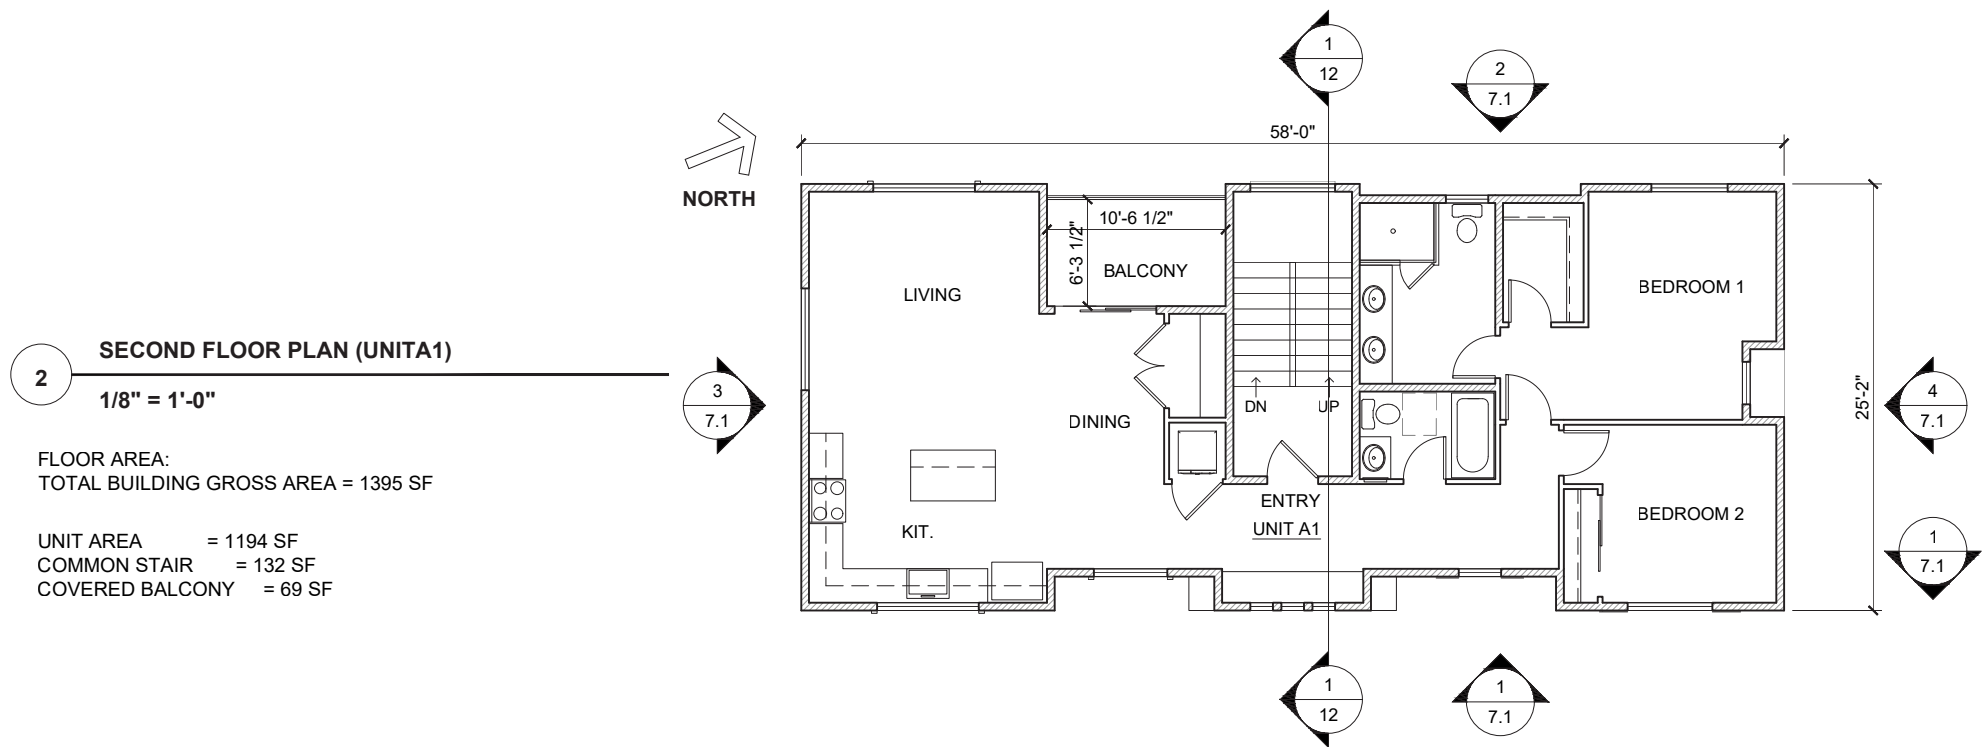 1
12
2
7.1
58'-0"
NORTH
10'-6 1/2"
6'-3 1/2"
BALCONY
LIVING
BEDROOM 1
SECOND FLOOR PLAN (UNITA1)
2
1/8" = 1'-0"
3
7.1
DN
UP
DINING
25'-2"
4
7.1
FLOOR AREA:
TOTAL BUILDING GROSS AREA = 1395 SF
UNIT AREA = 1194 SF
COMMON STAIR = 132 SF
COVERED BALCONY = 69 SF
KIT.
ENTRY
UNIT A1
BEDROOM 2
1
7.1
1
12
1
7.1